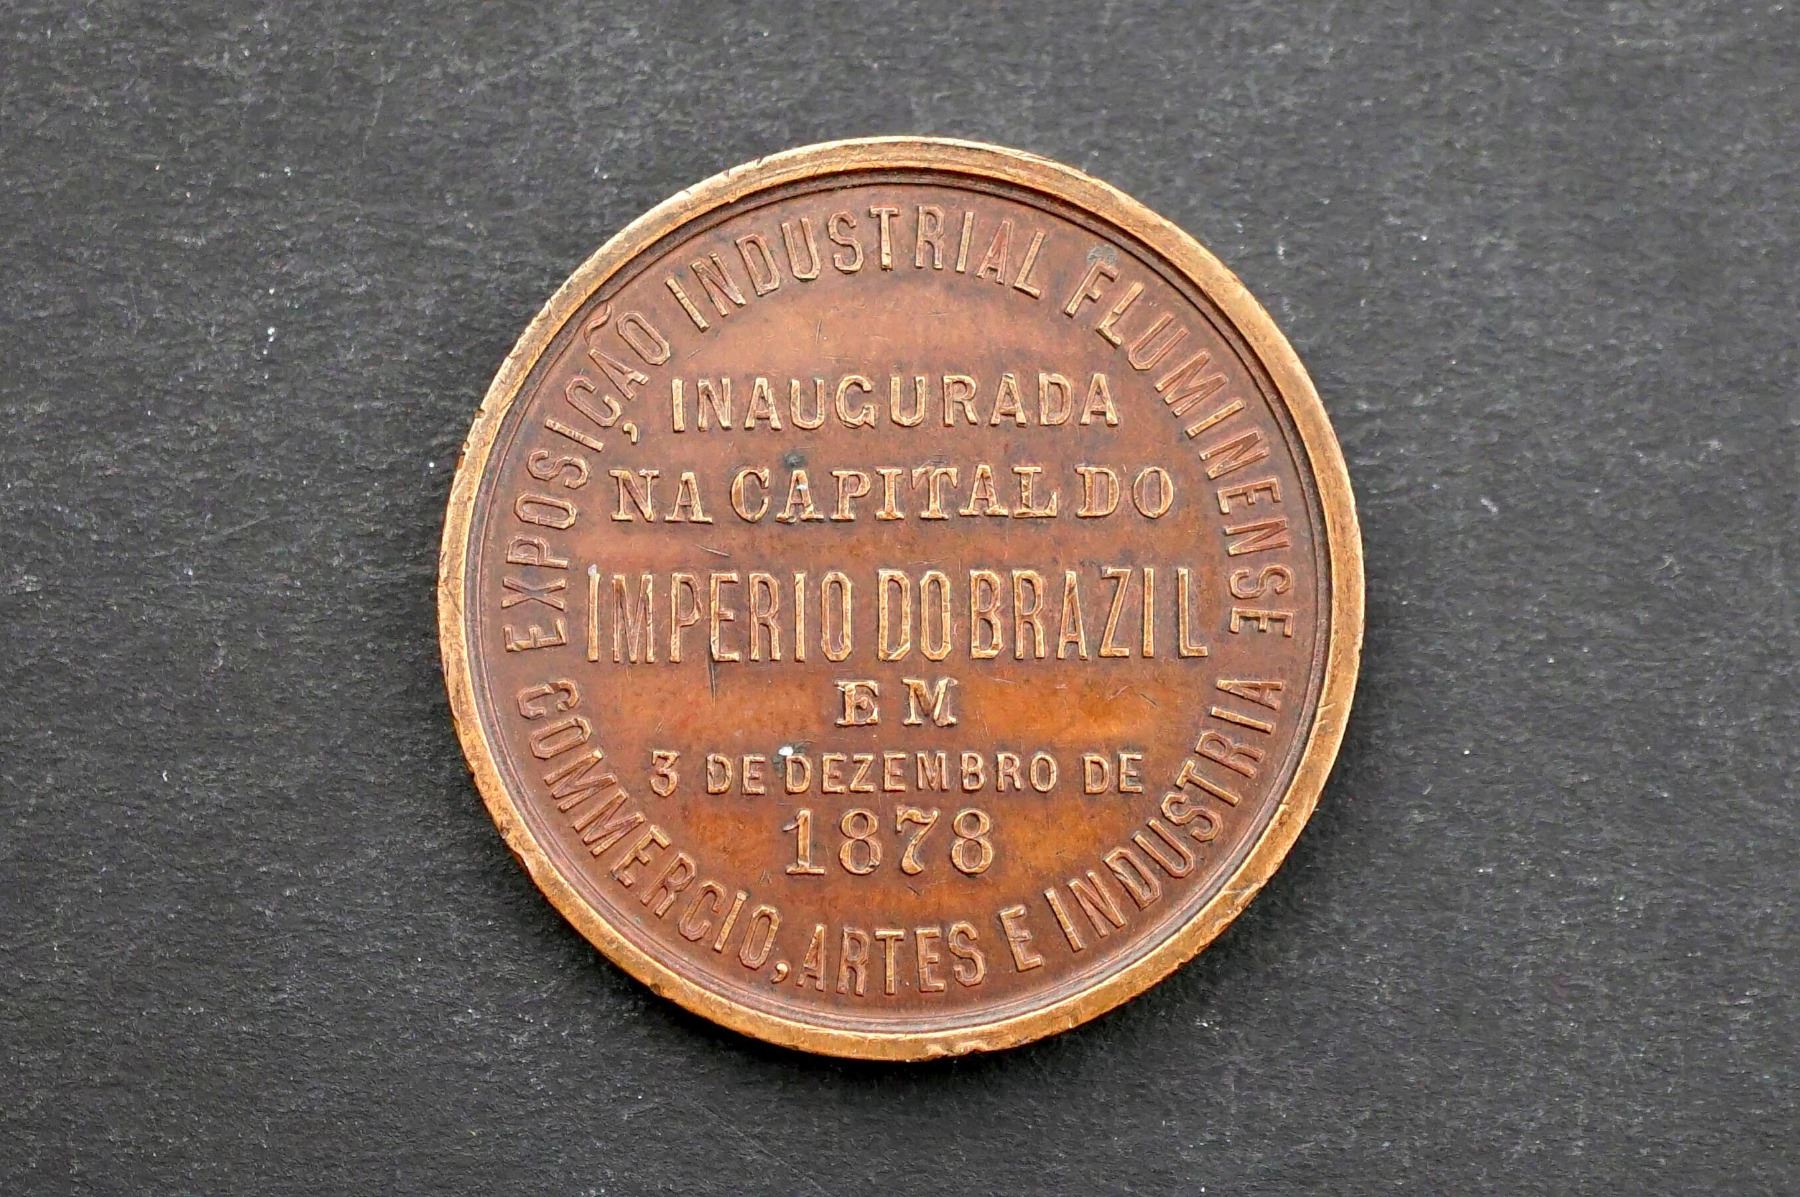 EXPOSIÇÃO INDUSTRIAL FLUMINENSE
INAUGURADA
NA CAPITAL DO
IMPERIO DO BRAZIL
EM
3 DE DEZEMBRO DE
1878
COMMERCIO, ARTES E INDUSTRIA